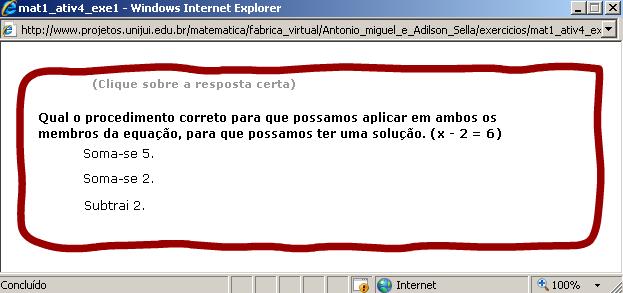 mat1_ativ4_exe1 - Windows Internet Explorer
http://www.projetos.unijui.edu.br/matematica/fabrica_virtual/Antonio_miguel_e_Adilson_Sella/exercicios/mat1_ativ4_ex
(Clique sobre a resposta certa)
Qual o procedimento correto para que possamos aplicar em ambos os
membros da equação, para que possamos ter uma solução. (x - 2 = 6)
Soma-se 5.
Soma-se 2.
Subtrai 2.
Concluído Internet 100%